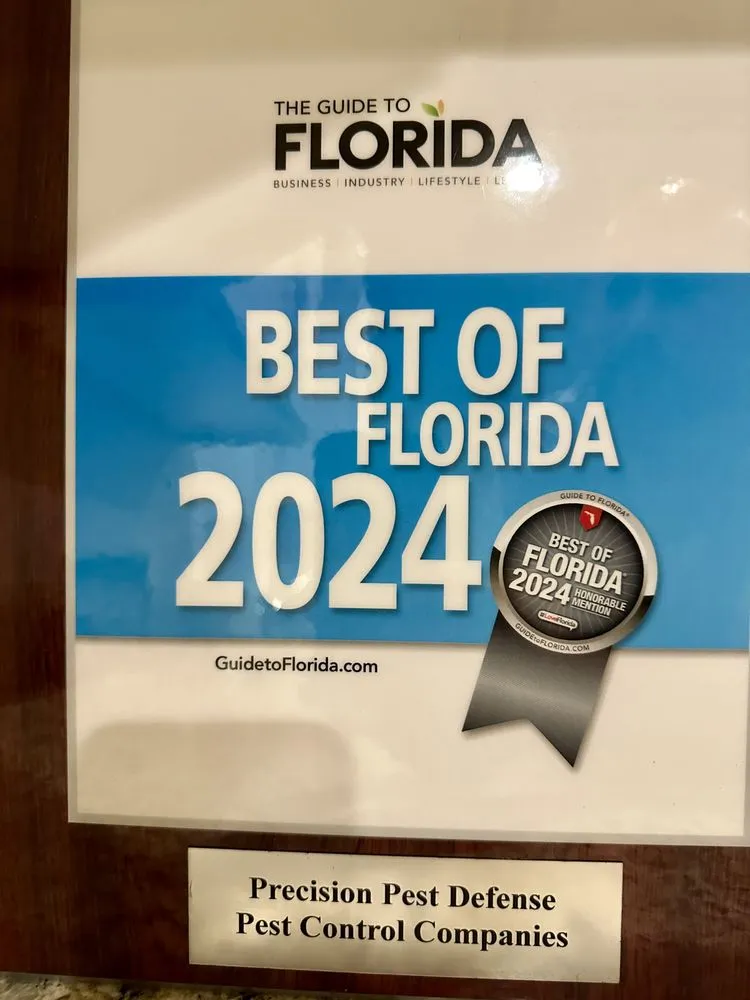 THE GUIDE TO
FLORIDA
BUSINESS | INDUSTRY | LIFESTYLE |
BEST OF
FLORIDA
2024
GUIDE TO FLORIDA
BEST OF
FLORIDA
2024 HONORABLE
MENTION
#LoveFlorida
GUIDEtoFLORIDA.COM
GuidetoFlorida.com
Precision Pest Defense
Pest Control Companies